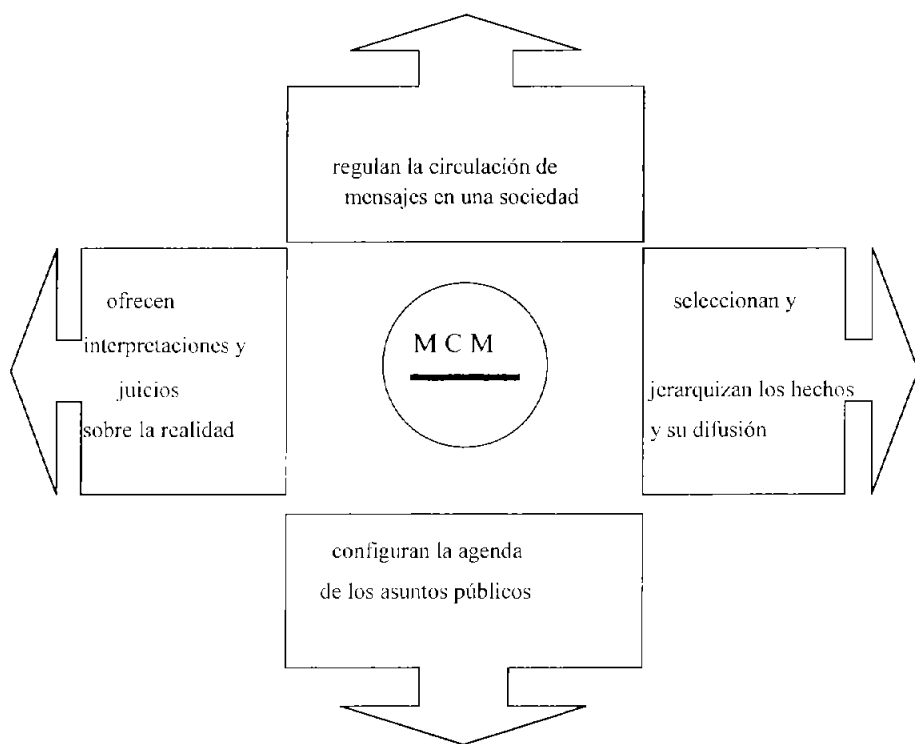 regulan la circulación de
mensajes en una sociedad
ofrecen
interpretaciones y
juicios
sobre la realidad
M C M
seleccionan y
jerarquizan los hechos
y su difusión
configuran la agenda
de los asuntos públicos